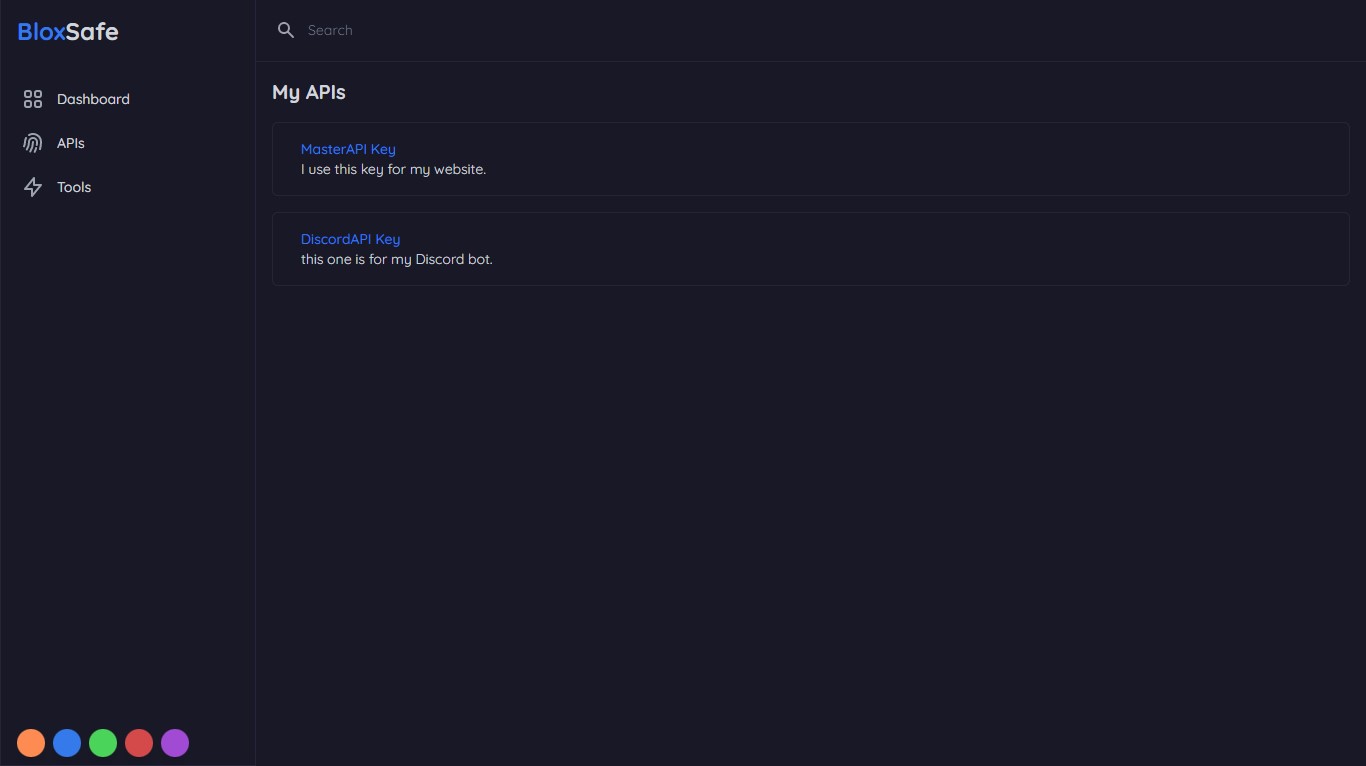 BloxSafe
Search
Dashboard
APIs
Tools
My APIs
MasterAPI Key
I use this key for my website.
DiscordAPI Key
this one is for my Discord bot.